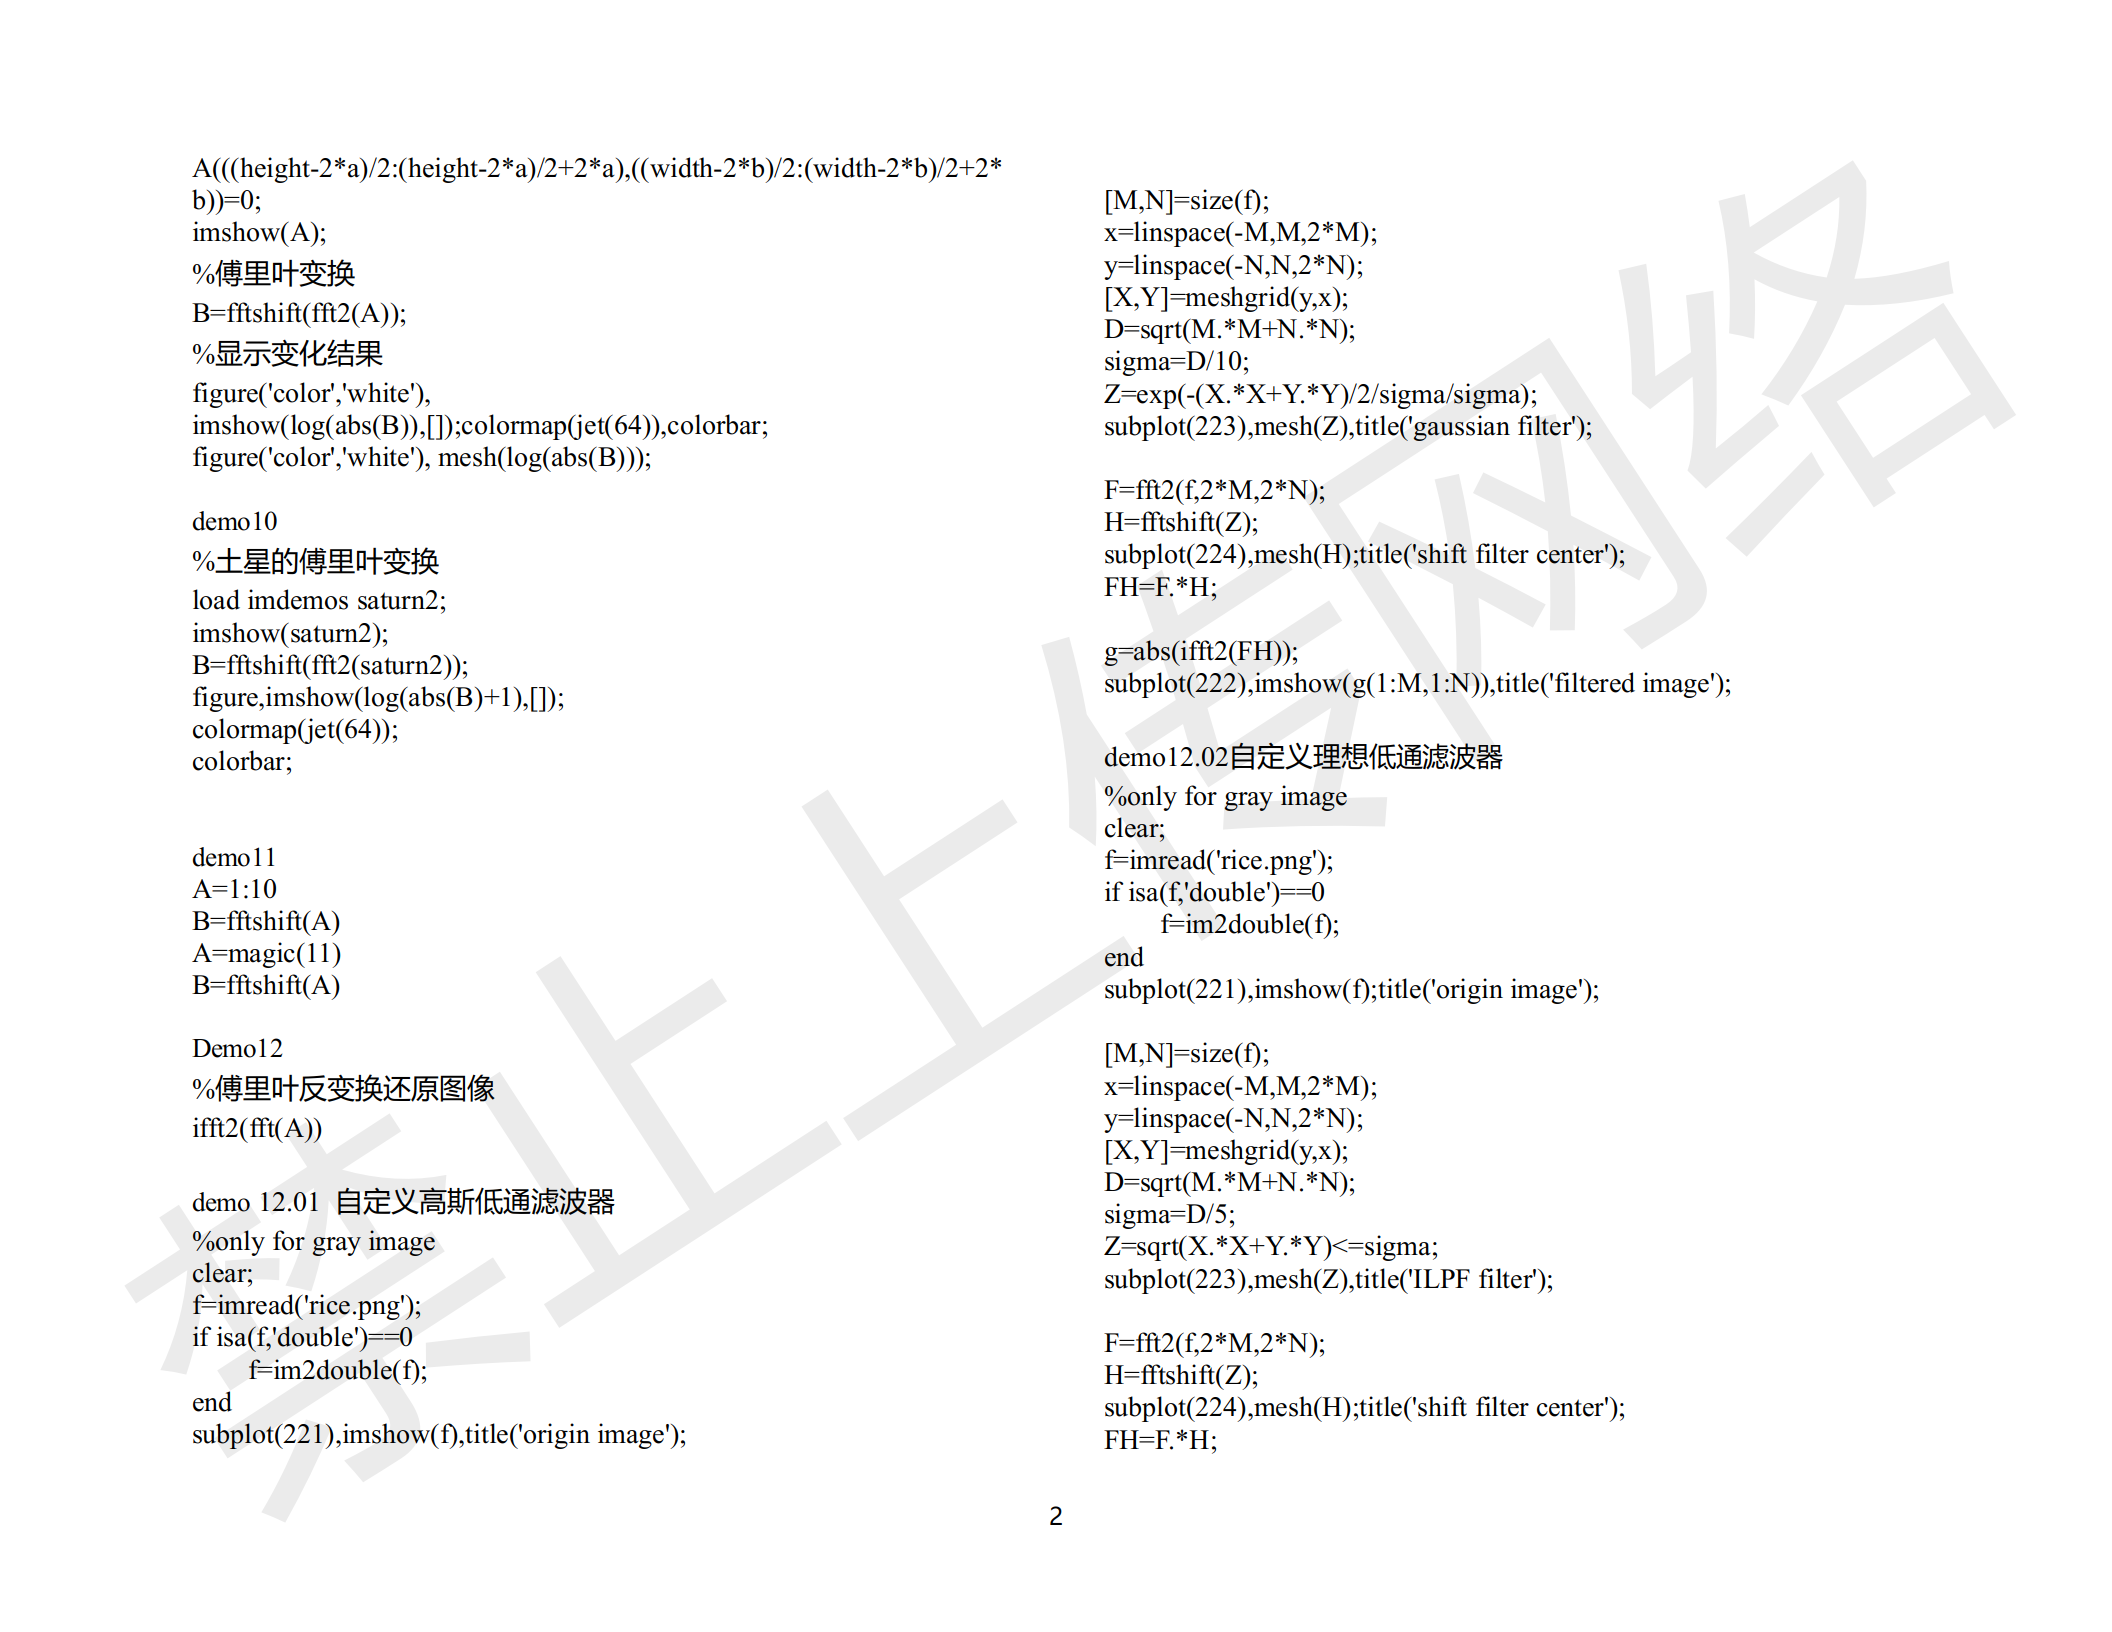 A(((height-2*a)/2:(height-2*a)/2+2*a),((width-2*b)/2:(width-2*b)/2+2*
b))=0;
imshow(A);
%傅里叶变换
B=fftshift(fft2(A));
%显示变化结果
figure('color','white'),
imshow(log(abs(B)),[]);colormap(jet(64)),colorbar;
figure('color','white'), mesh(log(abs(B)));
demo10
%土星的傅里叶变换
load imdemos saturn2;
imshow(saturn2);
B=fftshift(fft2(saturn2));
figure,imshow(log(abs(B)+1),[]);
colormap(jet(64));
colorbar;
demo11
A=1:10
B=fftshift(A)
A=magic(11)
B=fftshift(A)
Demo12
%傅里叶反变换还原图像
ifft2(fft(A))
demo 12.01 自定义高斯低通滤波器
%only for gray image
clear;
f=imread('rice.png');
if isa(f,'double')==0
f=im2double(f);
end
subplot(221),imshow(f),title('origin image');
[M,N]=size(f);
x=linspace(-M,M,2*M);
y=linspace(-N,N,2*N);
[X,Y]=meshgrid(y,x);
D=sqrt(M.*M+N.*N);
sigma=D/10;
Z=exp(-(X.*X+Y.*Y)/2/sigma/sigma);
subplot(223),mesh(Z),title('gaussian filter');
F=fft2(f,2*M,2*N);
H=fftshift(Z);
subplot(224),mesh(H);title('shift filter center');
FH=F.*H;
g=abs(ifft2(FH));
subplot(222),imshow(g(1:M,1:N)),title('filtered image');
demo12.02自定义理想低通滤波器
%only for gray image
clear;
f=imread('rice.png');
if isa(f,'double')==0
f=im2double(f);
end
subplot(221),imshow(f);title('origin image');
[M,N]=size(f);
x=linspace(-M,M,2*M);
y=linspace(-N,N,2*N);
[X,Y]=meshgrid(y,x);
D=sqrt(M.*M+N.*N);
sigma=D/5;
Z=sqrt(X.*X+Y.*Y)<=sigma;
subplot(223),mesh(Z),title('ILPF filter');
F=fft2(f,2*M,2*N);
H=fftshift(Z);
subplot(224),mesh(H);title('shift filter center');
FH=F.*H;
2
禁止上传网络